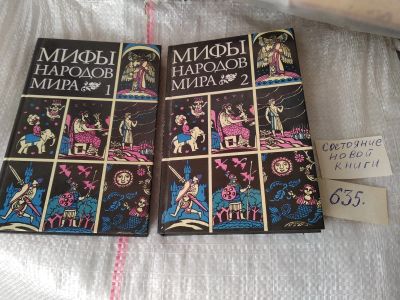 МИФЫ
НАРОДОВ
МИРА 1
МИФЫ
НАРОДОВ
МИРА 2
СОСТОЯНИЕ
НОВОЙ
КНИГИ
635.